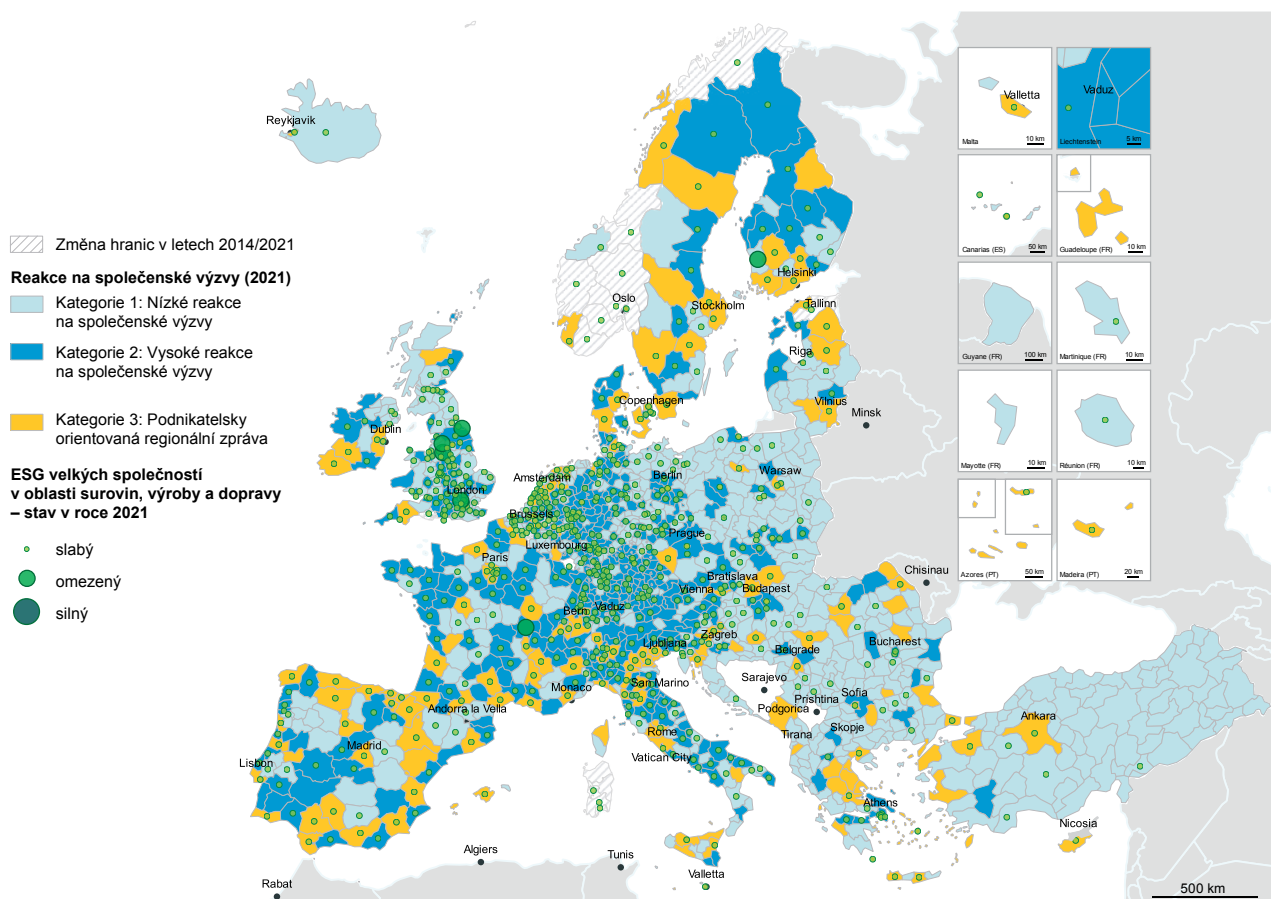 Změna hranic v letech 2014/2021
Reakce na společenské výzvy (2021)
Kategorie 1: Nízké reakce
na společenské výzvy
Kategorie 2: Vysoké reakce
na společenské výzvy
Kategorie 3: Podnikatelsky
orientovaná regionální zpráva
ESG velkých společností
v oblasti surovin, výroby a dopravy
– stav v roce 2021
slabý
omezený
silný
Reykjavik
Oslo
Stockholm
Helsinki
Tallinn
Riga
Vilnius
Minsk
Copenhagen
Dublin
London
Amsterdam
Brussels
Luxembourg
Paris
Berlin
Warsaw
Prague
Bratislava
Vienna
Budapest
Chisinau
Bern
Vaduz
Ljubljana
Zagreb
Belgrade
Bucharest
Monaco
San Marino
Sarajevo
Prishtina
Sofia
Podgorica
Skopje
Tirana
Andorra la Vella
Madrid
Lisbon
Rome
Vatican City
Ankara
Athens
Nicosia
Algiers
Tunis
Valletta
Rabat
Valletta
Malta
10 km
Vaduz
Liechtenstein
5 km
Canarias (ES)
50 km
Guadeloupe (FR)
10 km
Guyane (FR)
100 km
Martinique (FR)
10 km
Mayotte (FR)
10 km
Réunion (FR)
10 km
Azores (PT)
50 km
Madeira (PT)
20 km
500 km